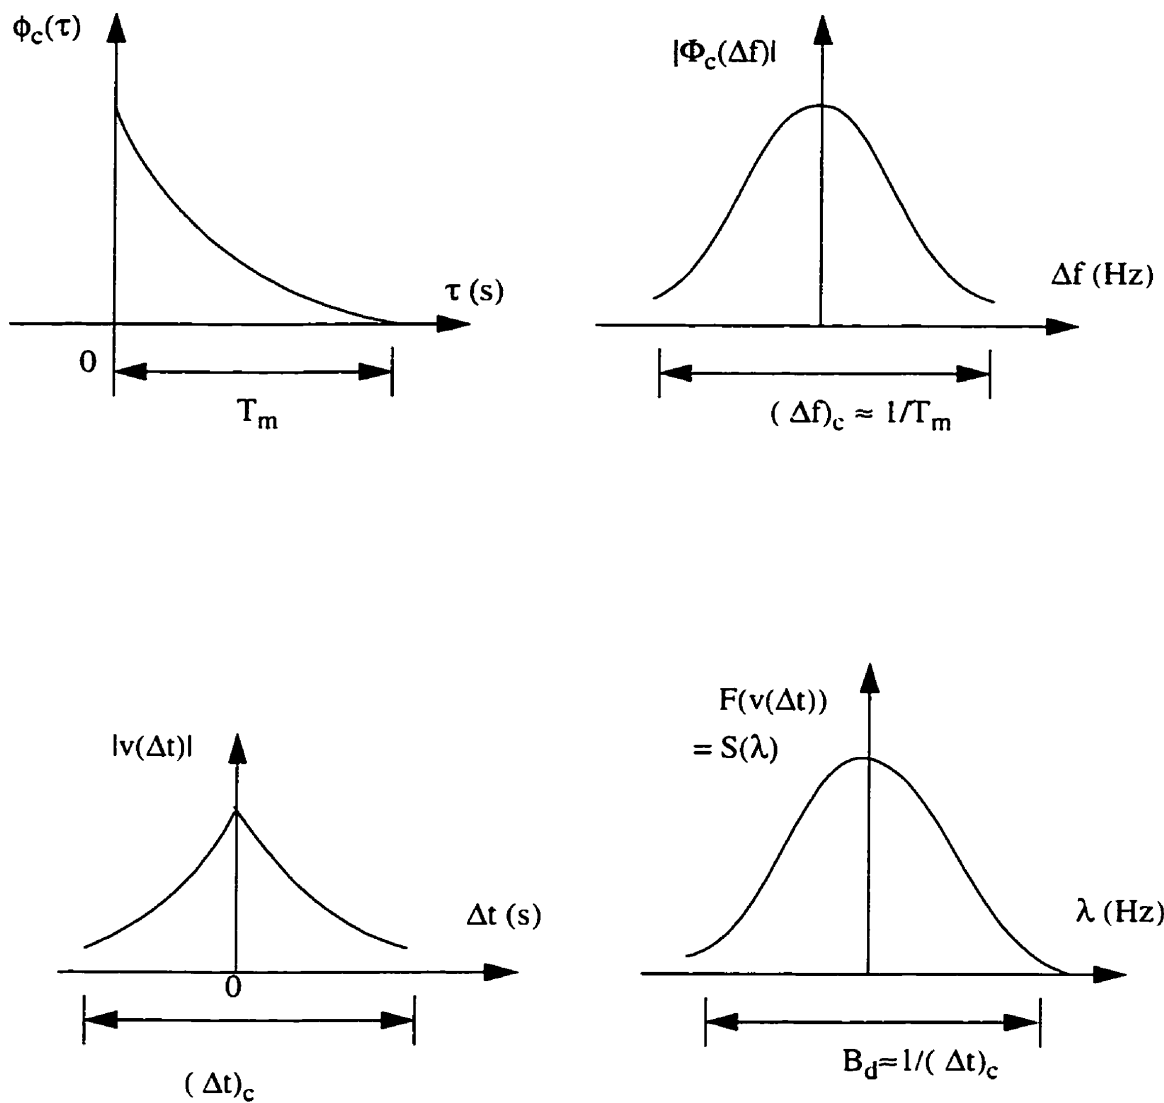 ϕc(τ)
τ (s)
0
Tm
|Φc(Δf)|
Δf (Hz)
( Δf)c ≈ 1/Tm
|v(Δt)|
Δt (s)
0
( Δt)c
F(v(Δt))
= S(λ)
λ (Hz)
Bd≈1/( Δt)c